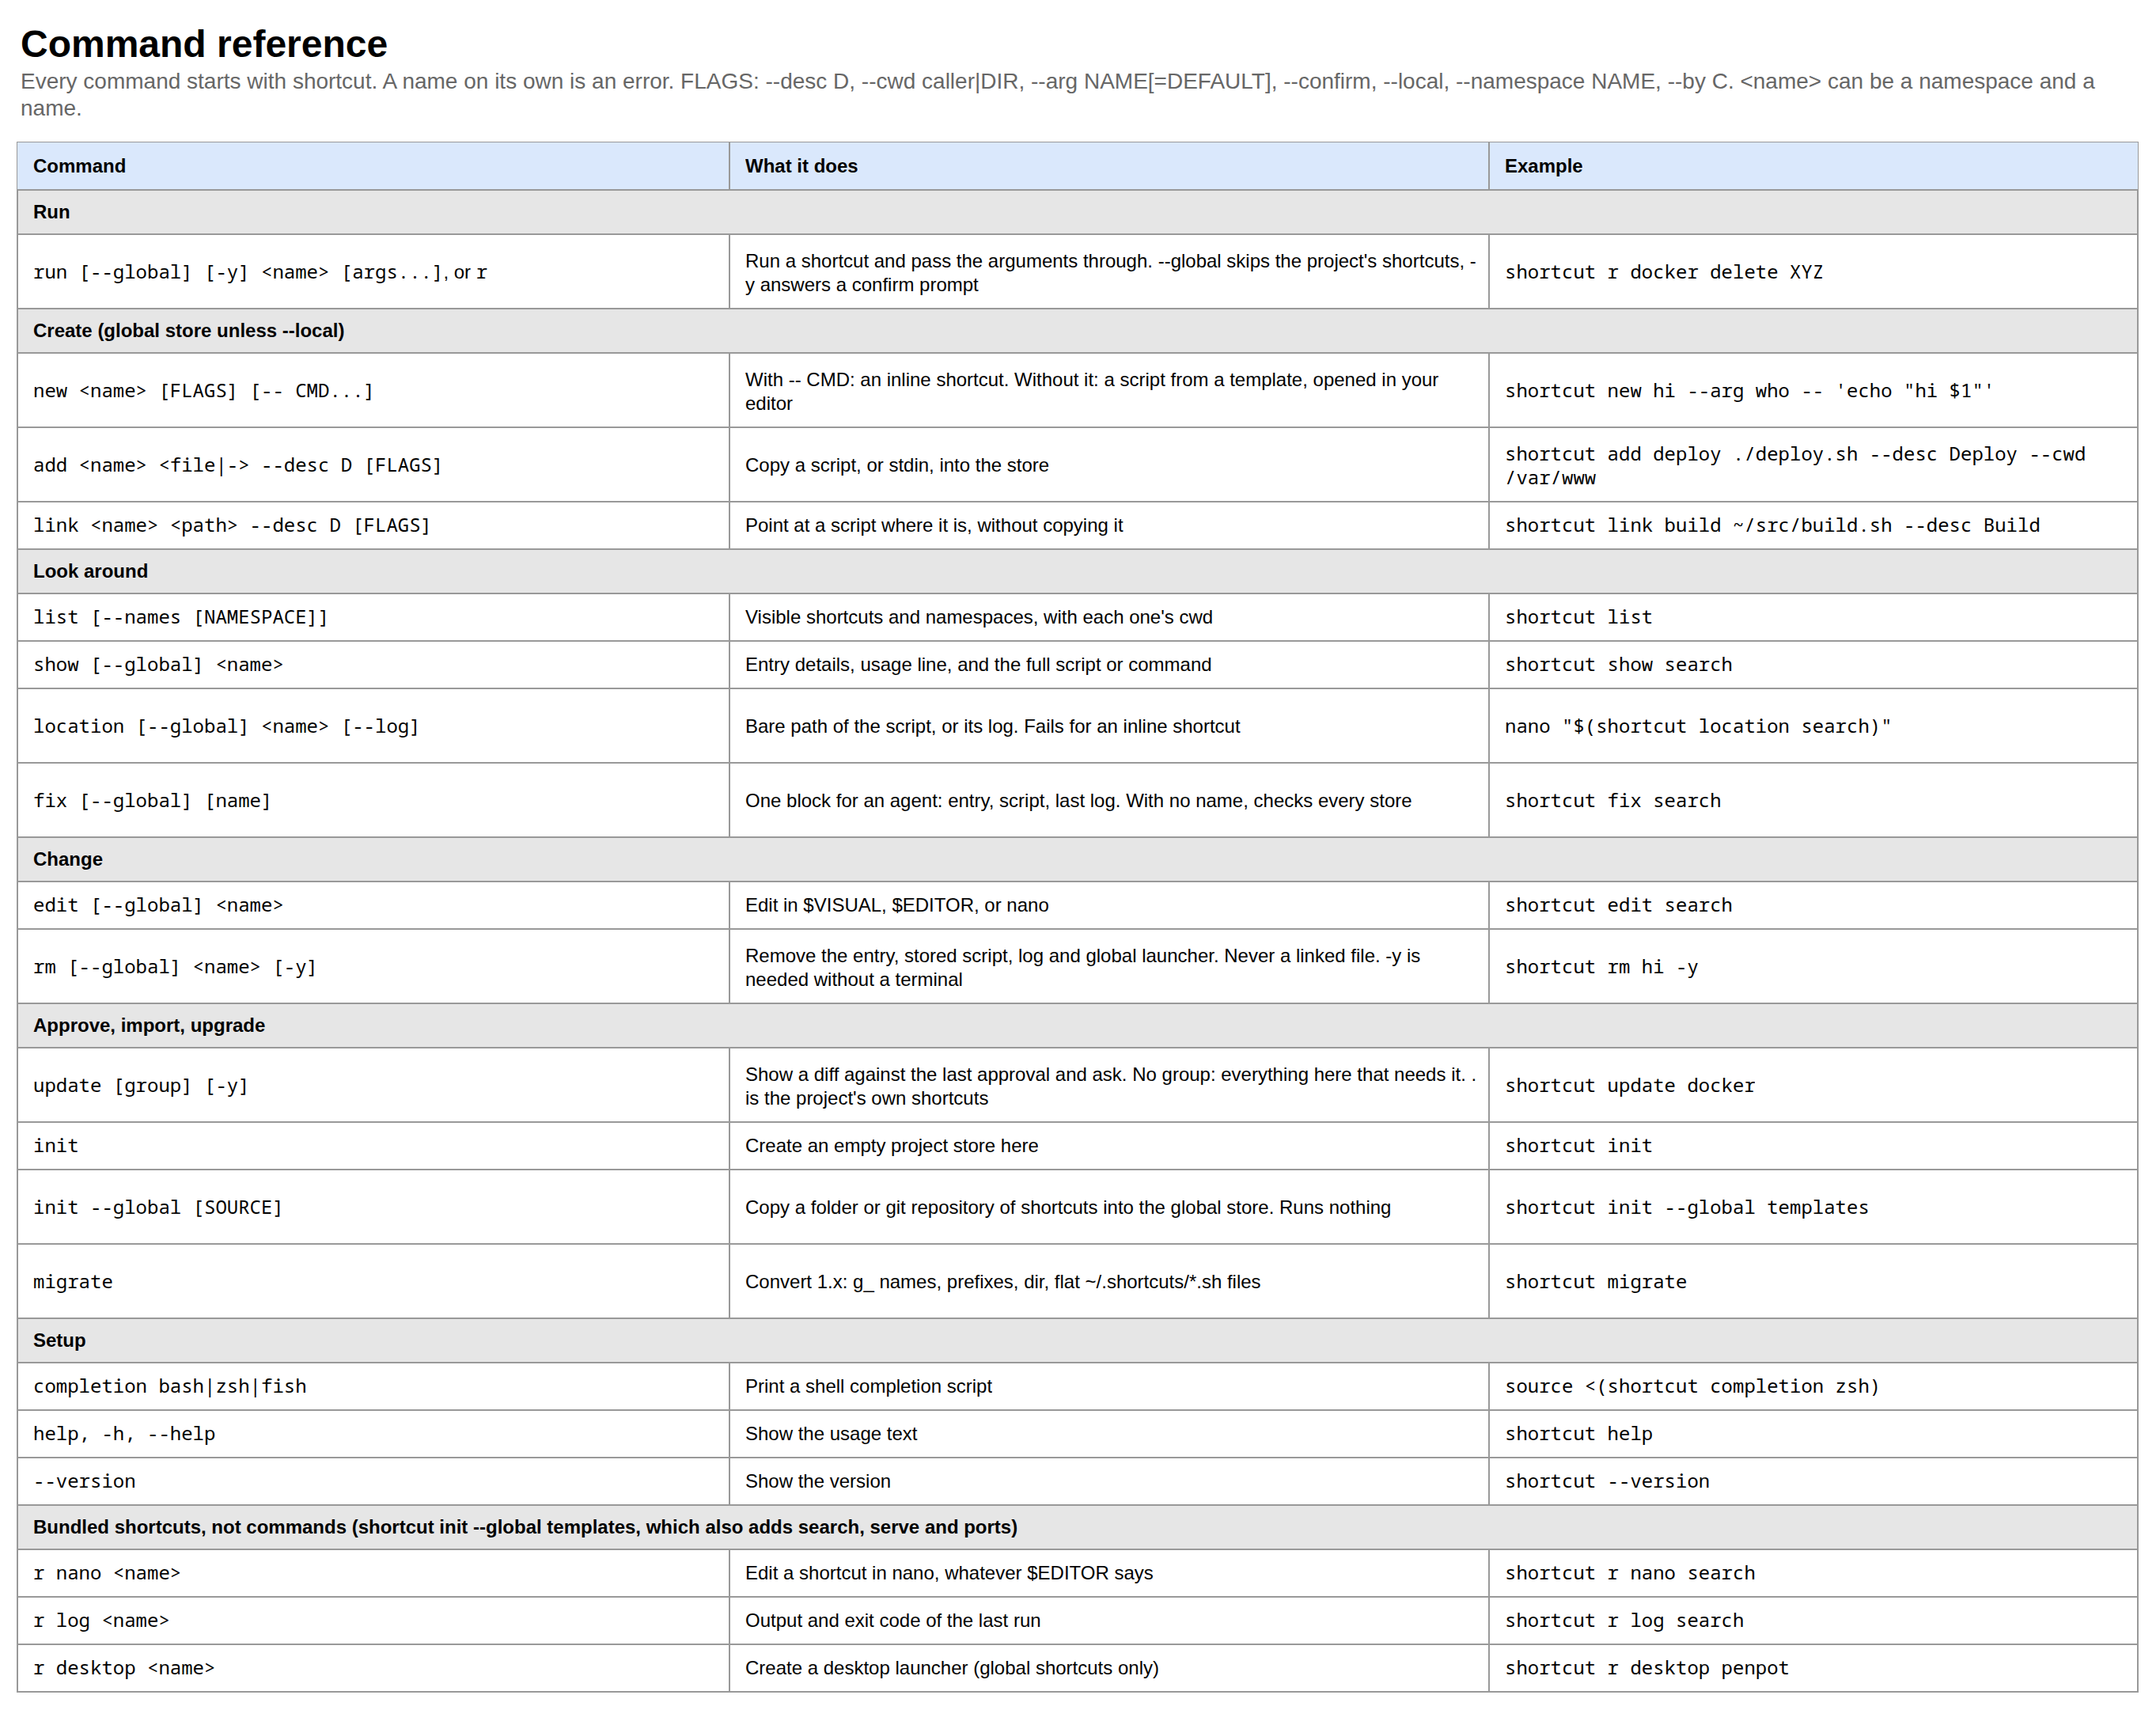 Command reference
Every command starts with shortcut. A name on its own is an error. FLAGS: --desc D, --cwd caller|DIR, --arg NAME[=DEFAULT], --confirm, --local, --namespace NAME, --by C. <name> can be a namespace and a
name.
Command What it does Example
Run
run [--global] [-y] <name> [args...], or r
Run a shortcut and pass the arguments through. --global skips the project's shortcuts, -
y answers a confirm prompt
shortcut r docker delete XYZ
Create (global store unless --local)
new <name> [FLAGS] [-- CMD...]
With -- CMD: an inline shortcut. Without it: a script from a template, opened in your
editor
shortcut new hi --arg who -- 'echo "hi $1"'
add <name> <file|-> --desc D [FLAGS]
Copy a script, or stdin, into the store
shortcut add deploy ./deploy.sh --desc Deploy --cwd
/var/www
link <name> <path> --desc D [FLAGS]
Point at a script where it is, without copying it
shortcut link build ~/src/build.sh --desc Build
Look around
list [--names [NAMESPACE]]
Visible shortcuts and namespaces, with each one's cwd
shortcut list
show [--global] <name>
Entry details, usage line, and the full script or command
shortcut show search
location [--global] <name> [--log]
Bare path of the script, or its log. Fails for an inline shortcut
nano "$(shortcut location search)"
fix [--global] [name]
One block for an agent: entry, script, last log. With no name, checks every store
shortcut fix search
Change
edit [--global] <name>
Edit in $VISUAL, $EDITOR, or nano
shortcut edit search
rm [--global] <name> [-y]
Remove the entry, stored script, log and global launcher. Never a linked file. -y is
needed without a terminal
shortcut rm hi -y
Approve, import, upgrade
update [group] [-y]
Show a diff against the last approval and ask. No group: everything here that needs it. .
is the project's own shortcuts
shortcut update docker
init
Create an empty project store here
shortcut init
init --global [SOURCE]
Copy a folder or git repository of shortcuts into the global store. Runs nothing
shortcut init --global templates
migrate
Convert 1.x: g_ names, prefixes, dir, flat ~/.shortcuts/*.sh files
shortcut migrate
Setup
completion bash|zsh|fish
Print a shell completion script
source <(shortcut completion zsh)
help, -h, --help
Show the usage text
shortcut help
--version
Show the version
shortcut --version
Bundled shortcuts, not commands (shortcut init --global templates, which also adds search, serve and ports)
r nano <name>
Edit a shortcut in nano, whatever $EDITOR says
shortcut r nano search
r log <name>
Output and exit code of the last run
shortcut r log search
r desktop <name>
Create a desktop launcher (global shortcuts only)
shortcut r desktop penpot